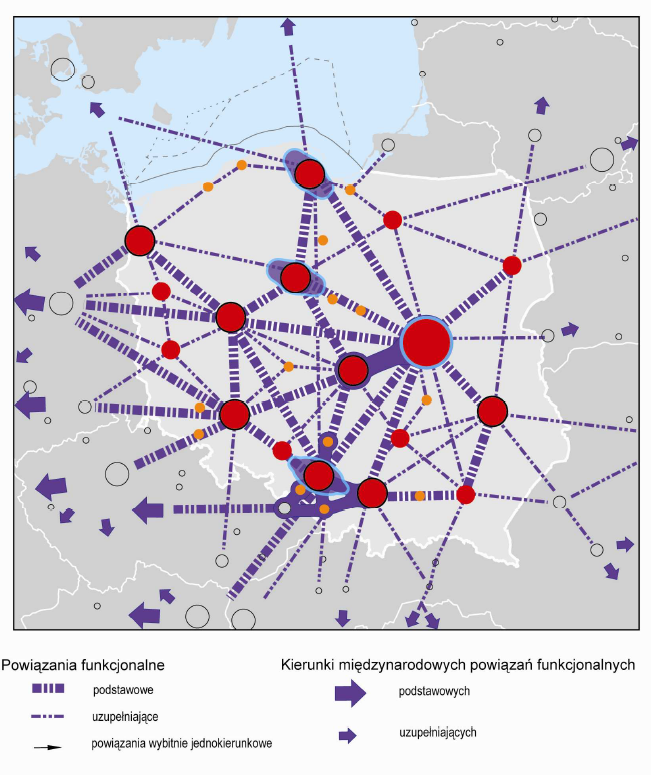 Powiązania funkcjonalne
podstawowe
uzupełniające
powiązania wybitnie jednokierunkowe
Kierunki międzynarodowych powiązań funkcjonalnych
podstawowych
uzupełniających